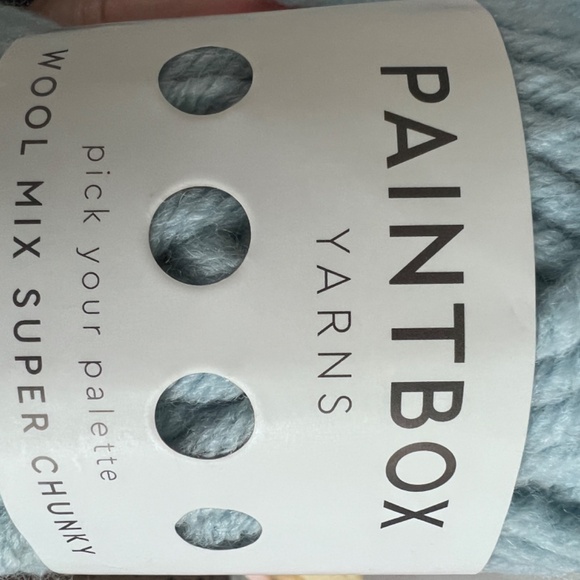 PAINTBOX
YARNS
pick your palette
WOOL MIX SUPER CHUNKY